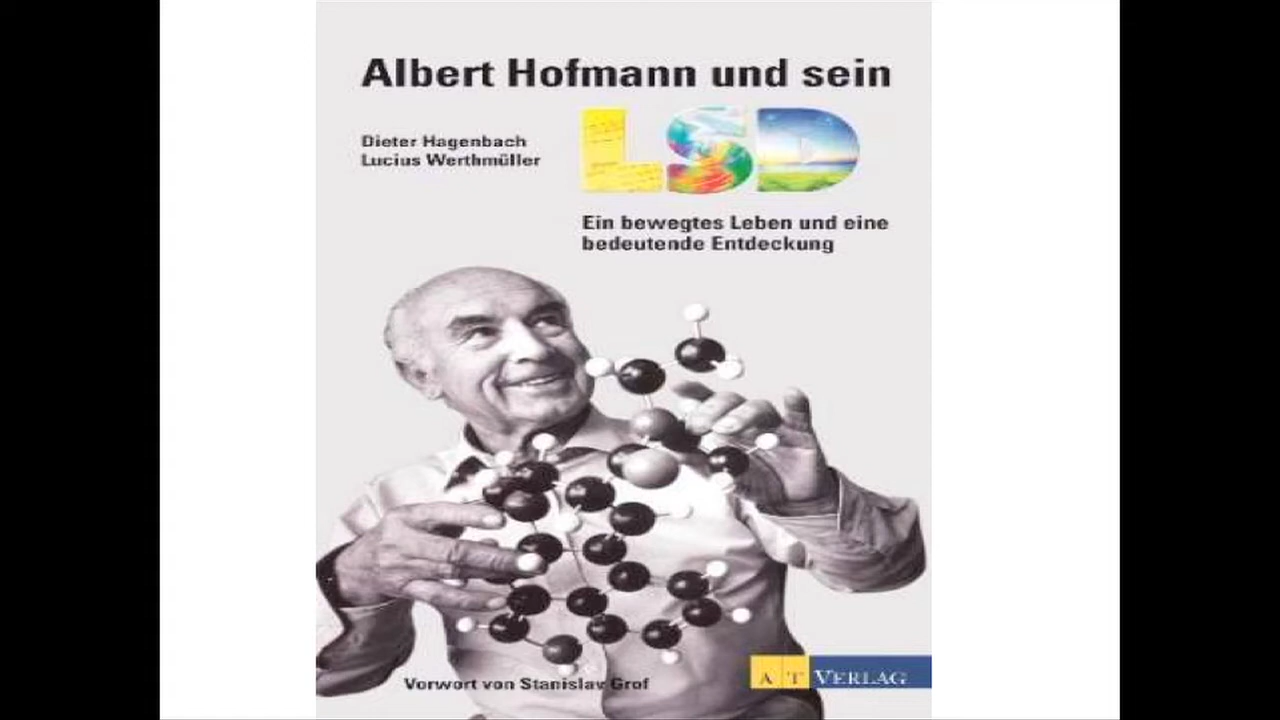 Albert Hofmann und sein
LSD
Dieter Hagenbach
Lucius Werthmüller
Ein bewegtes Leben und eine
bedeutende Entdeckung
Vorwort von Stanislav Grof
AT VERLAG